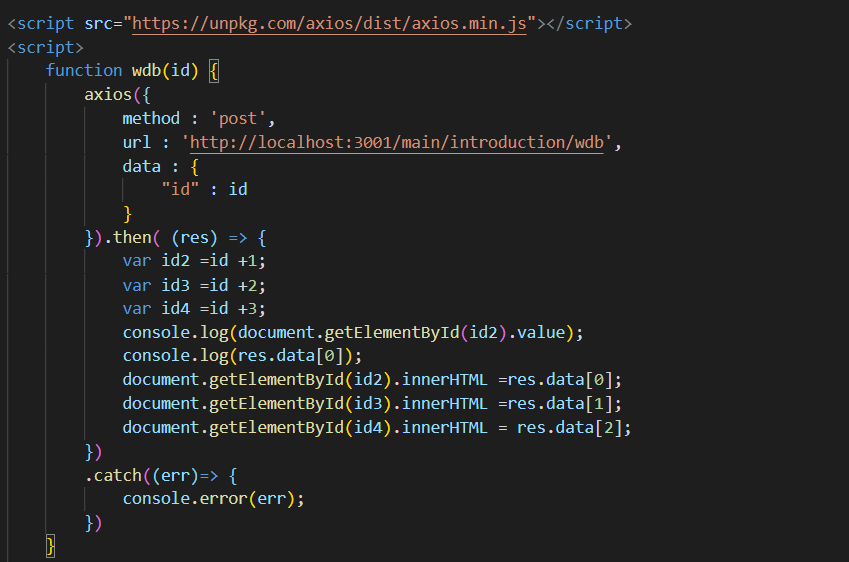 <script src="https://unpkg.com/axios/dist/axios.min.js"></script>
<script>
    function wdb(id) {
        axios({
            method : 'post',
            url : 'http://localhost:3001/main/introduction/wdb',
            data : {
                "id" : id
            }
        }).then( (res) => {
            var id2 =id +1;
            var id3 =id +2;
            var id4 =id +3;
            console.log(document.getElementById(id2).value);
            console.log(res.data[0]);
            document.getElementById(id2).innerHTML =res.data[0];
            document.getElementById(id3).innerHTML =res.data[1];
            document.getElementById(id4).innerHTML = res.data[2];
        })
        .catch((err)=> {
            console.error(err);
        })
    }